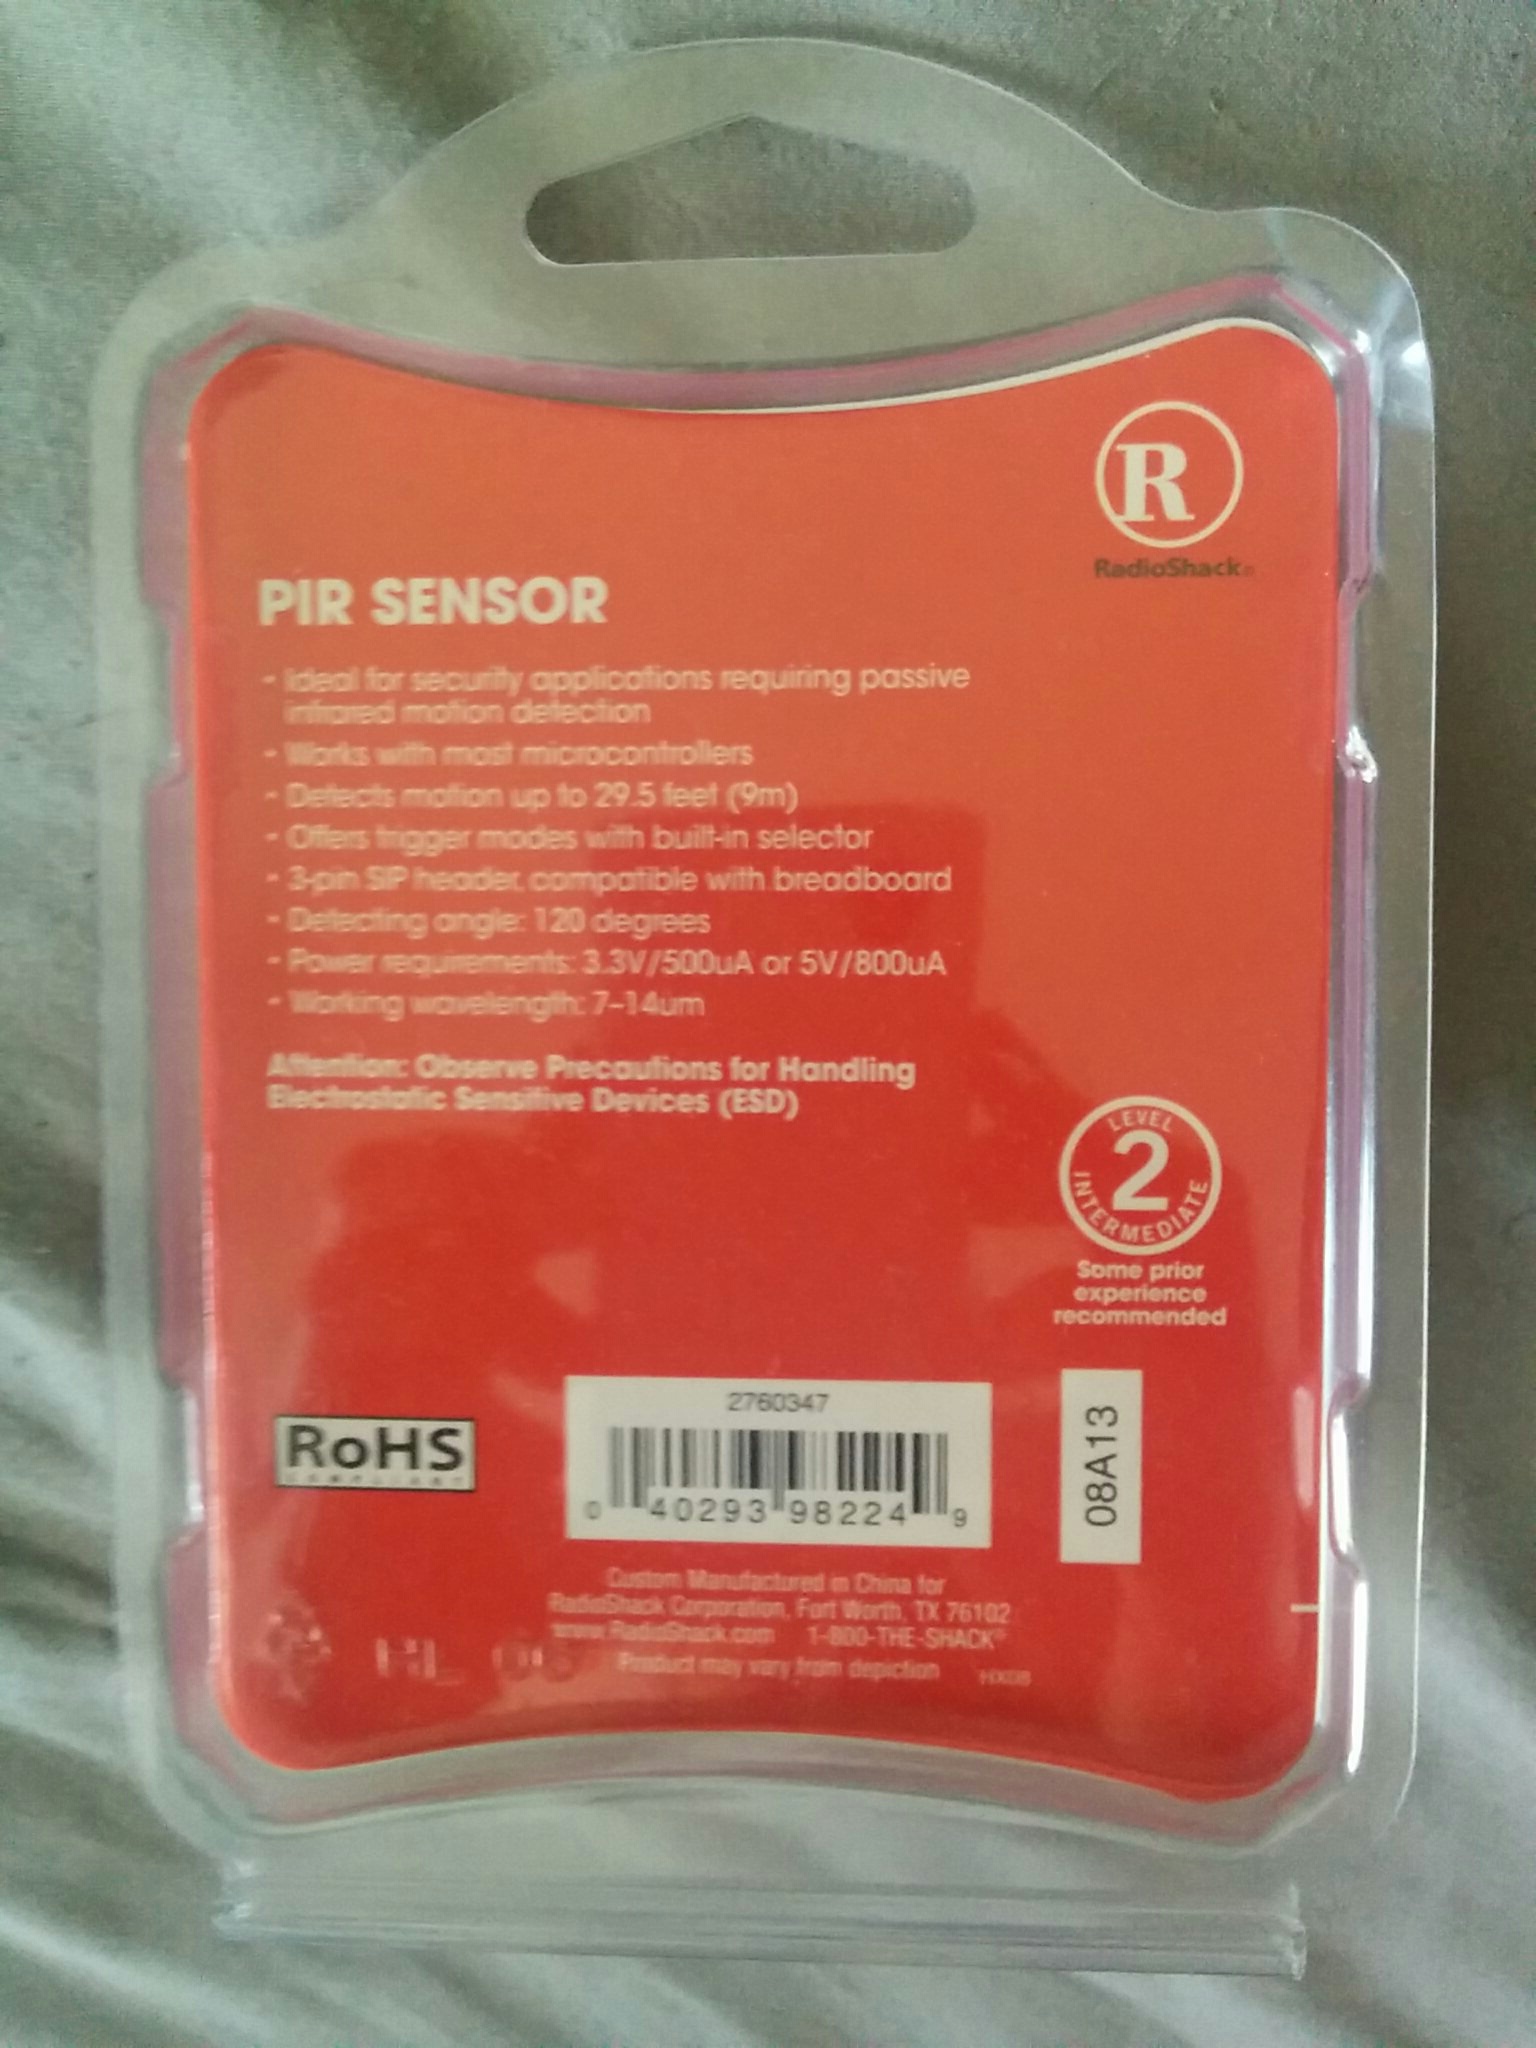 R
RadioShack®
PIR SENSOR
- Ideal for security applications requiring passive
infrared motion detection
- Works with most microcontrollers
- Detects motion up to 29.5 feet (9m)
- Offers trigger modes with built-in selector
- 3-pin SIP header, compatible with breadboard
- Detecting angle: 120 degrees
- Power requirements: 3.3V/500uA or 5V/800uA
- Working wavelength: 7-14um
Attention: Observe Precautions for Handling
Electrostatic Sensitive Devices (ESD)
LEVEL
2
INTERMEDIATE
Some prior
experience
recommended
RoHS
COMPLIANT
2760347
0 40293 98224 9
08A13
Custom Manufactured in China for
RadioShack Corporation, Fort Worth, TX 76102
www.RadioShack.com 1-800-THE-SHACK®
Product may vary from depiction